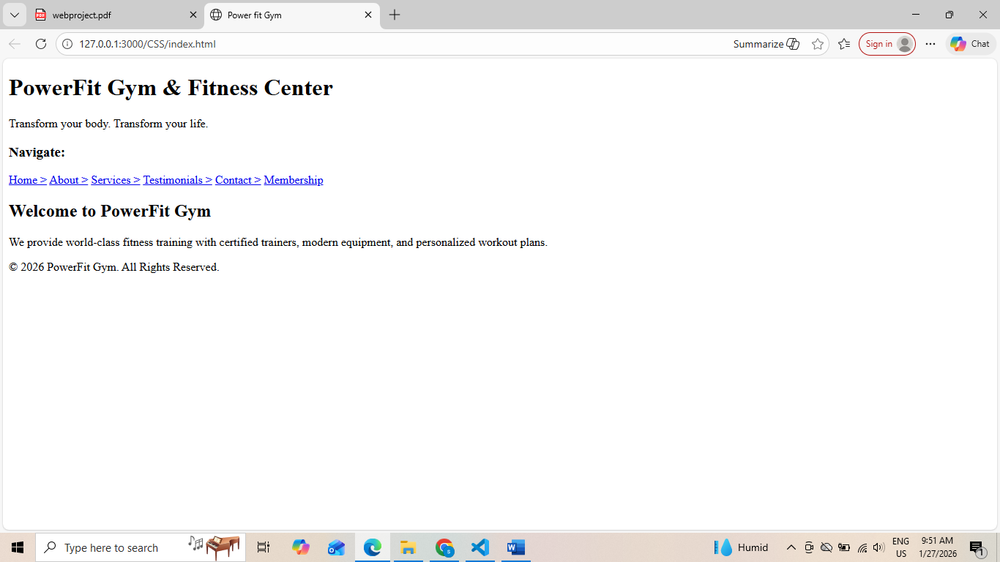 webproject.pdf
Power fit Gym
127.0.0.1:3000/CSS/index.html
Summarize
Sign in
Chat
PowerFit Gym & Fitness Center
Transform your body. Transform your life.
Navigate:
Home > About > Services > Testimonials > Contact > Membership
Welcome to PowerFit Gym
We provide world-class fitness training with certified trainers, modern equipment, and personalized workout plans.
© 2026 PowerFit Gym. All Rights Reserved.
Type here to search
Humid
ENG
US
9:51 AM
1/27/2026
1